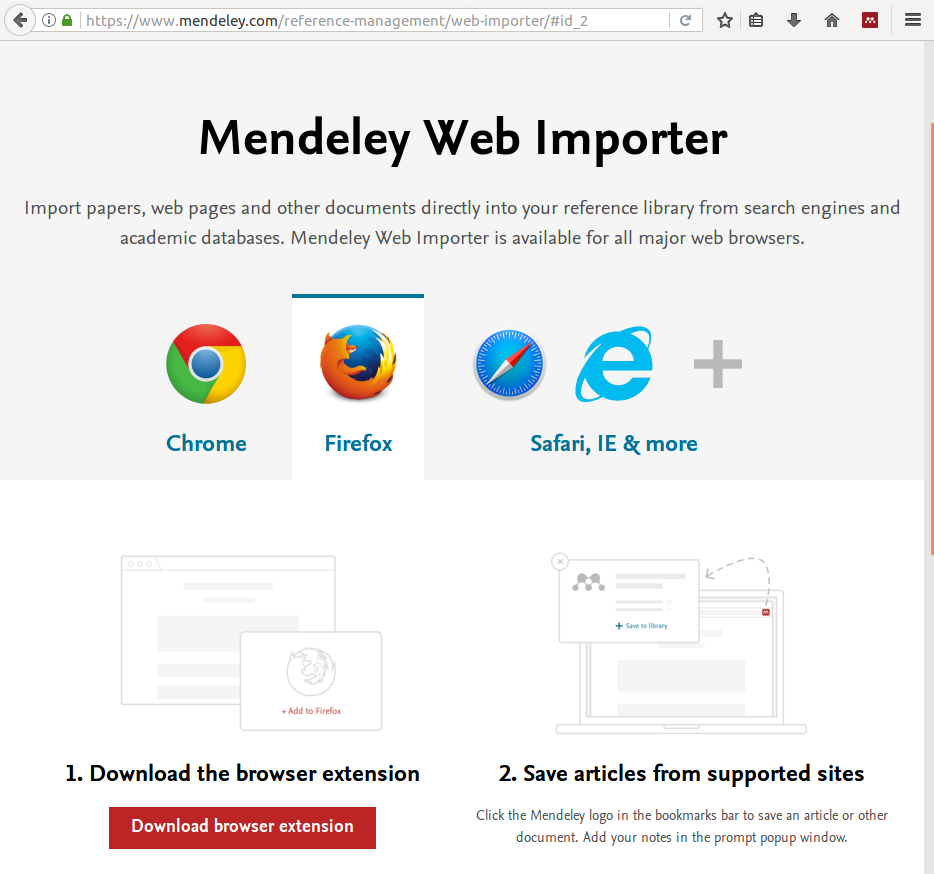 https://www.mendeley.com/reference-management/web-importer/#id_2
Mendeley Web Importer
Import papers, web pages and other documents directly into your reference library from search engines and
academic databases. Mendeley Web Importer is available for all major web browsers.
Chrome
Firefox
Safari, IE & more
+ Add to Firefox
+ Save to library
1. Download the browser extension
Download browser extension
2. Save articles from supported sites
Click the Mendeley logo in the bookmarks bar to save an article or other
document. Add your notes in the prompt popup window.